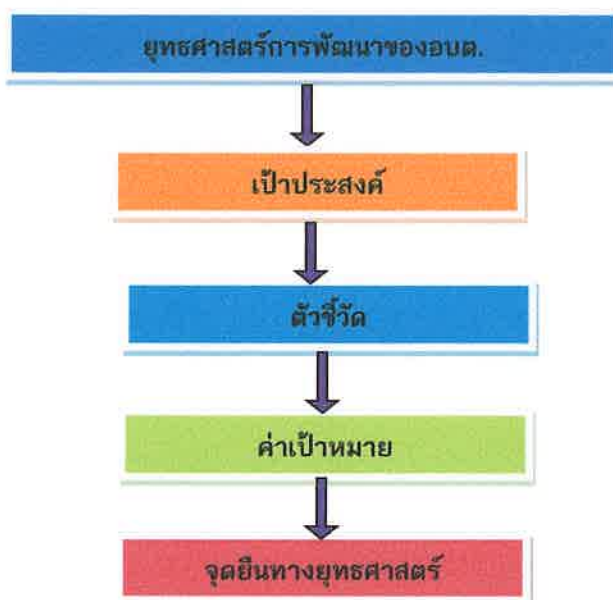 ยุทธศาสตร์การพัฒนาของอบต.
เป้าประสงค์
ตัวชี้วัด
ค่าเป้าหมาย
จุดยืนทางยุทธศาสตร์